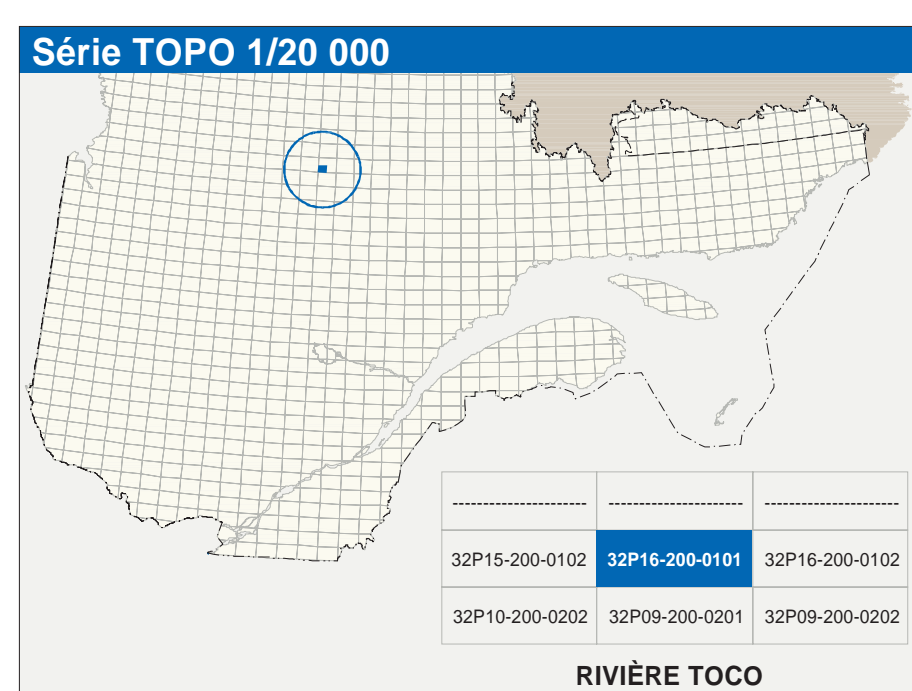 Série TOPO 1/20 000
---------------------- ---------------------- ----------------------
32P15-200-0102 32P16-200-0101 32P16-200-0102
32P10-200-0202 32P09-200-0201 32P09-200-0202
RIVIÈRE TOCO